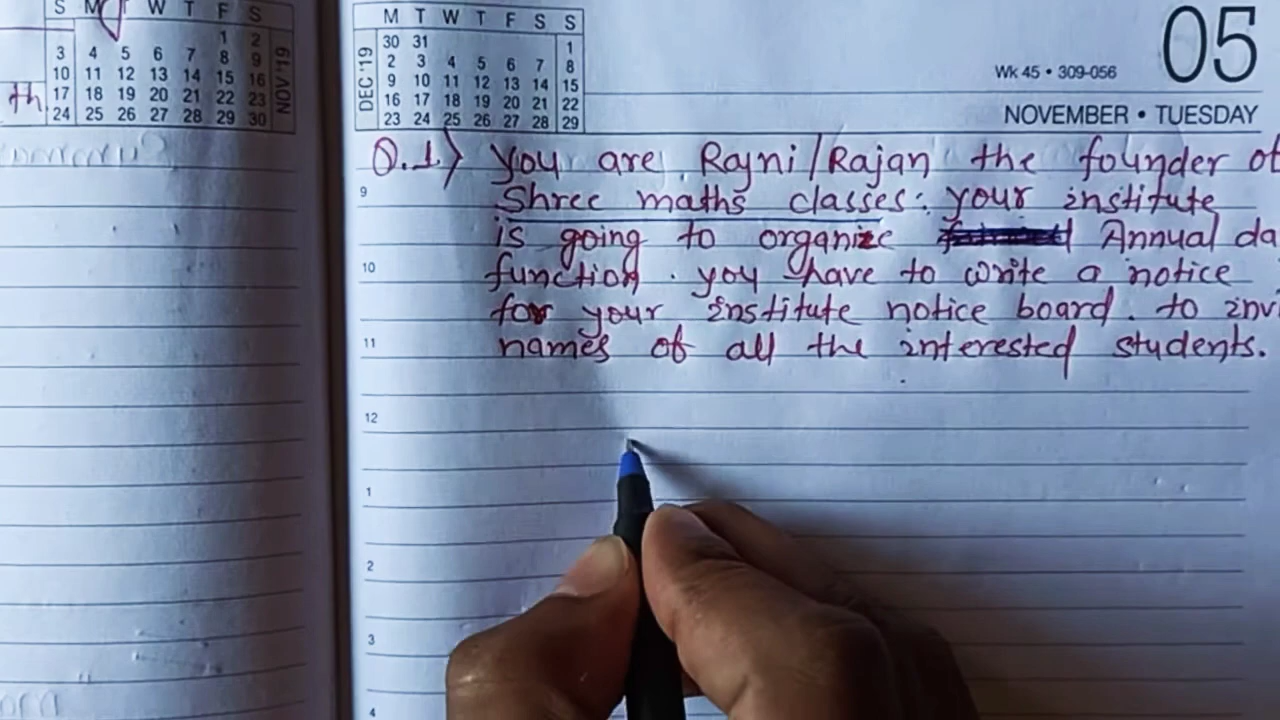 S M T W T F S
1 2
3 4 5 6 7 8 9
10 11 12 13 14 15 16
th 17 18 19 20 21 22 23
24 25 26 27 28 29 30
NOV '19
M T W T F S S
30 31 1
2 3 4 5 6 7 8
9 10 11 12 13 14 15
16 17 18 19 20 21 22
23 24 25 26 27 28 29
DEC '19
Wk 45 • 309-056
05
NOVEMBER • TUESDAY
Q.1) You are Rajni/Rajan the founder of
9
Shree maths classes. your institute
is going to organize Annual da
10
function. you have to write a notice
for your institute notice board. to invi
11
names of all the interested students.
12
1
2
3
4